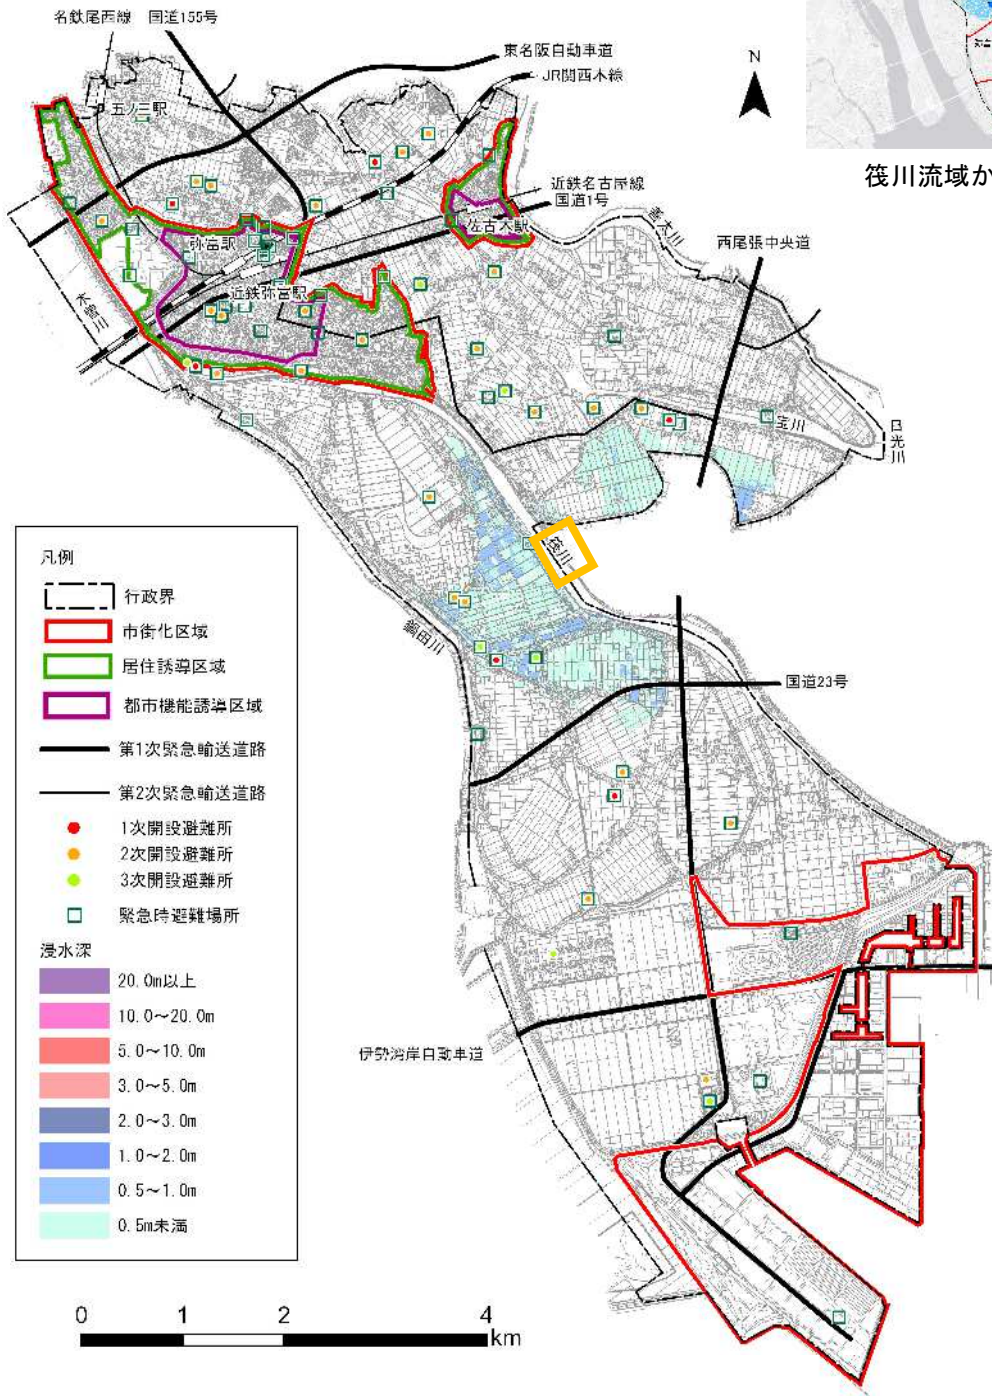 名鉄尾西線 国道155号
東名阪自動車道
JR関西本線
五ノ三駅
筏川流域か
近鉄名古屋線
国道1号
善太川
佐古木駅
西尾張中央道
弥富駅
木曽川
近鉄弥富駅
宝川
日光川
筏川
鍋田川
国道23号
伊勢湾岸自動車道
N
凡例
行政界
市街化区域
居住誘導区域
都市機能誘導区域
第1次緊急輸送道路
第2次緊急輸送道路
1次開設避難所
2次開設避難所
3次開設避難所
緊急時避難場所
浸水深
20.0m以上
10.0～20.0m
5.0～10.0m
3.0～5.0m
2.0～3.0m
1.0～2.0m
0.5～1.0m
0.5m未満
0 1 2 4
km